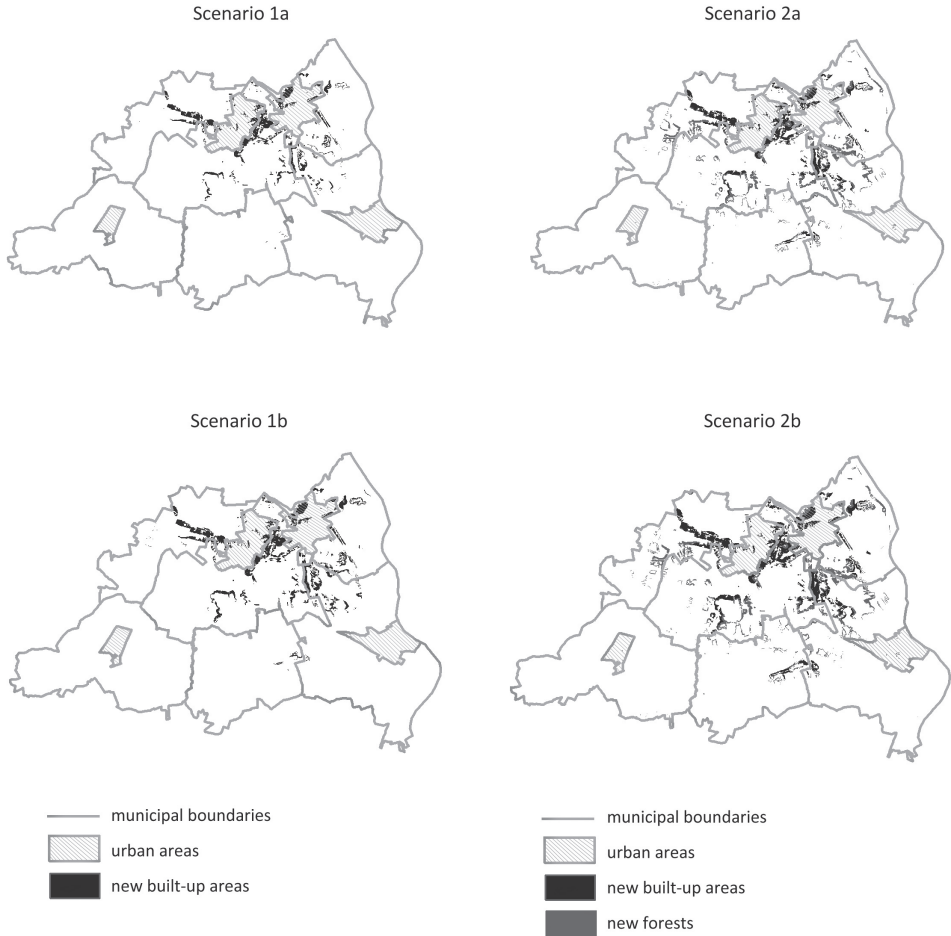 Scenario 1a
Scenario 2a
Scenario 1b
Scenario 2b
municipal boundaries
urban areas
new built-up areas
municipal boundaries
urban areas
new built-up areas
new forests